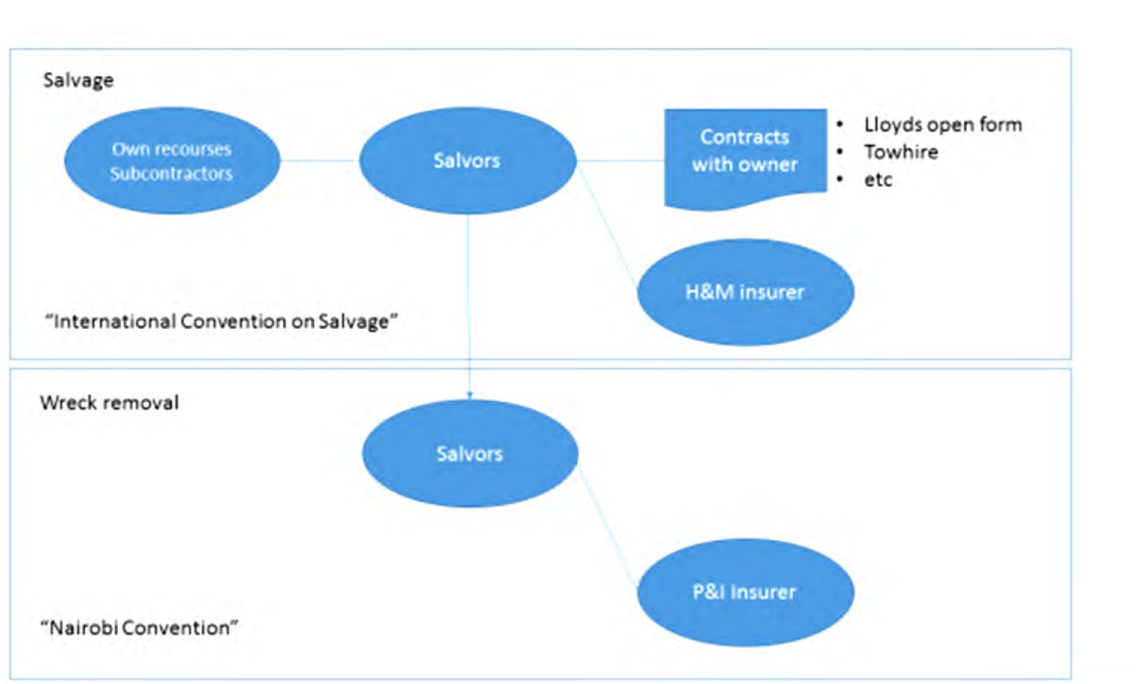 Salvage
Own recourses
Subcontractors
Salvors
Contracts
with owner
• Lloyds open form
• Towhire
• etc
H&M insurer
“International Convention on Salvage”
Wreck removal
Salvors
P&I Insurer
“Nairobi Convention”